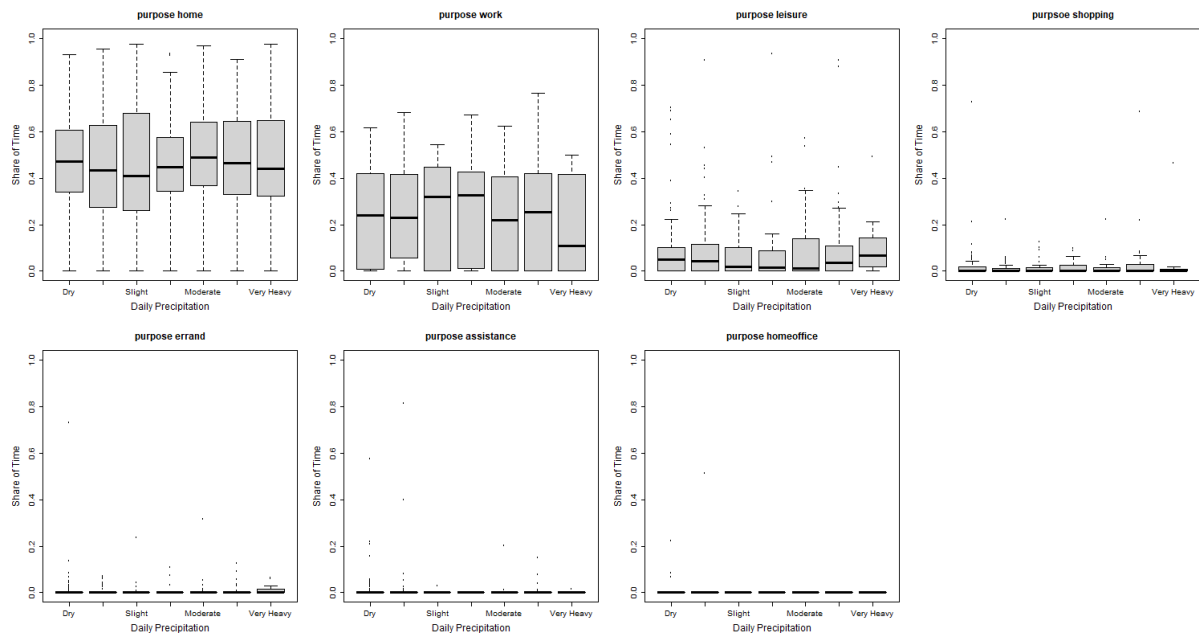 purpose home
purpose work
purpose leisure
purpsoe shopping
Share of Time
0.0 0.2 0.4 0.6 0.8 1.0
Dry Slight Moderate Very Heavy
Daily Precipitation
Share of Time
0.0 0.2 0.4 0.6 0.8 1.0
Dry Slight Moderate Very Heavy
Daily Precipitation
Share of Time
0.0 0.2 0.4 0.6 0.8 1.0
Dry Slight Moderate Very Heavy
Daily Precipitation
Share of Time
0.0 0.2 0.4 0.6 0.8 1.0
Dry Slight Moderate Very Heavy
Daily Precipitation
purpose errand
purpose assistance
purpose homeoffice
Share of Time
0.0 0.2 0.4 0.6 0.8 1.0
Dry Slight Moderate Very Heavy
Daily Precipitation
Share of Time
0.0 0.2 0.4 0.6 0.8 1.0
Dry Slight Moderate Very Heavy
Daily Precipitation
Share of Time
0.0 0.2 0.4 0.6 0.8 1.0
Dry Slight Moderate Very Heavy
Daily Precipitation